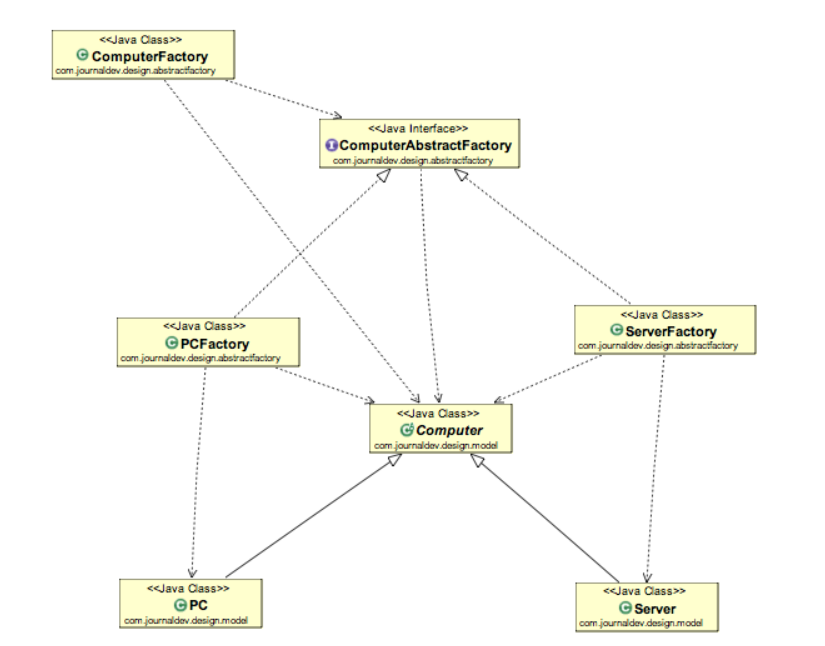 <<Java Class>>
ComputerFactory
com.journaldev.design.abstractfactory
<<Java Interface>>
ComputerAbstractFactory
com.journaldev.design.abstractfactory
<<Java Class>>
PCFactory
com.journaldev.design.abstractfactory
<<Java Class>>
ServerFactory
com.journaldev.design.abstractfactory
<<Java Class>>
Computer
com.journaldev.design.model
<<Java Class>>
PC
com.journaldev.design.model
<<Java Class>>
Server
com.journaldev.design.model